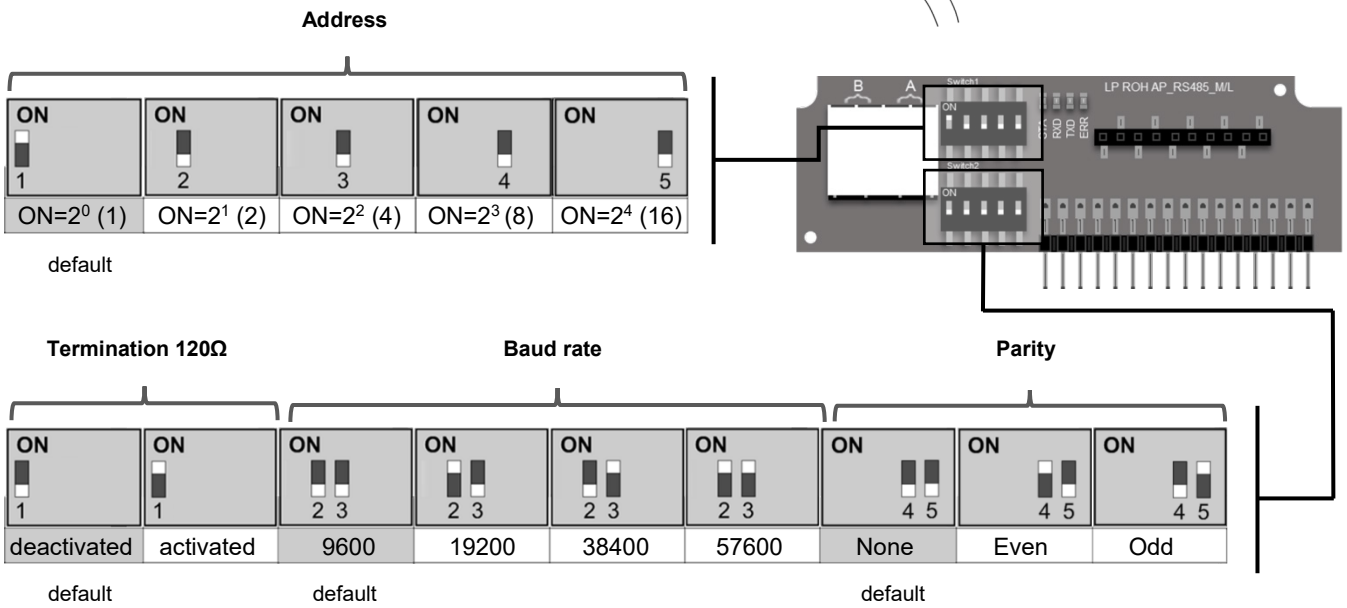 Address
ON ON ON ON ON
1 2 3 4 5
ON=2⁰ (1) ON=2¹ (2) ON=2² (4) ON=2³ (8) ON=2⁴ (16)
default
Switch1
B A LP ROH AP_RS485_M/L
ON
STA RXD TXD ERR
Switch2
ON
Termination 120Ω Baud rate Parity
ON ON ON ON ON ON ON ON ON
1 1 2 3 2 3 2 3 2 3 4 5 4 5 4 5
deactivated activated 9600 19200 38400 57600 None Even Odd
default default default